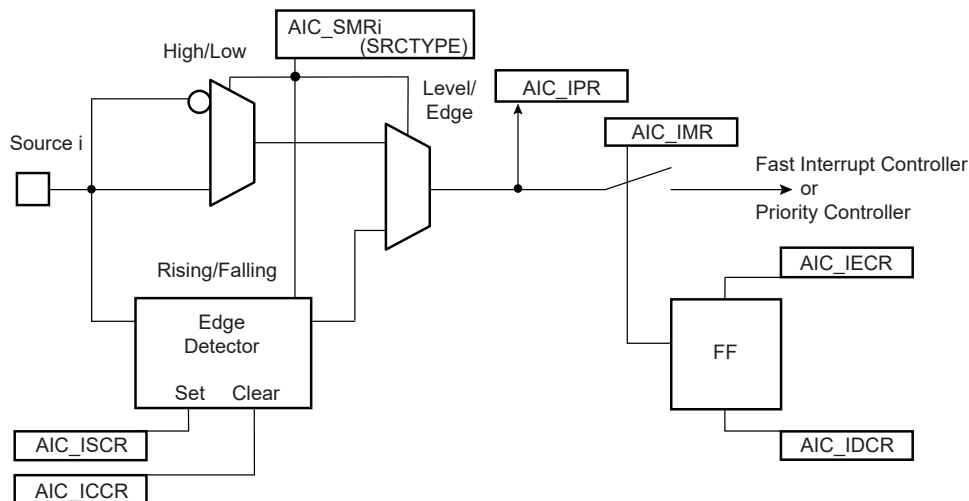 AIC_SMRi
(SRCTYPE)
High/Low
Level/
Edge
AIC_IPR
AIC_IMR
Source i
Fast Interrupt Controller
or
Priority Controller
Rising/Falling
AIC_IECR
Edge
Detector
FF
Set Clear
AIC_ISCR
AIC_IDCR
AIC_ICCR